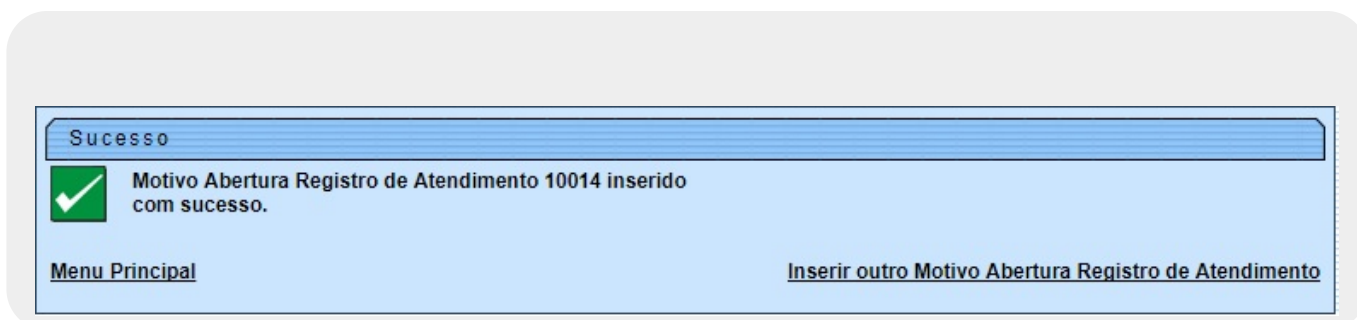 Sucesso
Motivo Abertura Registro de Atendimento 10014 inserido
com sucesso.
Menu Principal
Inserir outro Motivo Abertura Registro de Atendimento